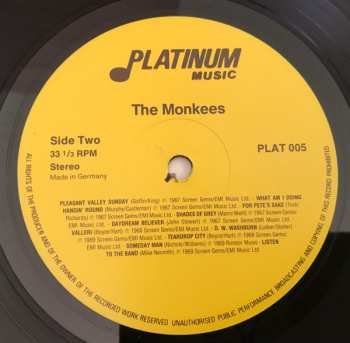 PLATINUM
MUSIC
The Monkees
Side Two
33 1/3 RPM
Stereo
Made in Germany
PLAT 005
PLEASANT VALLEY SUNDAY (Goffin/King) ℗ 1967 Screen Gems/EMI Music Ltd. · WHAT AM I DOING
HANGIN' ROUND (Murphy/Castleman) ℗ 1967 Screen Gems/EMI Music Ltd. · FOR PETE'S SAKE (Tork/
Richards) ℗ 1967 Screen Gems/EMI Music Ltd. · SHADES OF GREY (Mann/Weil) ℗ 1967 Screen Gems/EMI
Music Ltd. · DAYDREAM BELIEVER (John Stewart) ℗ 1967 Screen Gems/EMI Music Ltd. ·
VALLERI (Boyce/Hart) ℗ 1968 Screen Gems/EMI Music Ltd. · D. W. WASHBURN (Leiber/Stoller)
℗ 1968 Screen Gems/EMI Music Ltd. · TEARDROP CITY (Boyce/Hart) ℗ 1969 Screen Gems/
EMI Music Ltd. · SOMEDAY MAN (Nichols/Williams) ℗ 1969 Rondor Music · LISTEN
TO THE BAND (Mike Nesmith) ℗ 1969 Screen Gems/EMI Music Ltd.
ALL RIGHTS OF THE PRODUCER AND OF THE OWNER OF THE RECORDED WORK RESERVED UNAUTHORISED PUBLIC PERFORMANCE BROADCASTING AND COPYING OF THIS RECORD PROHIBITED